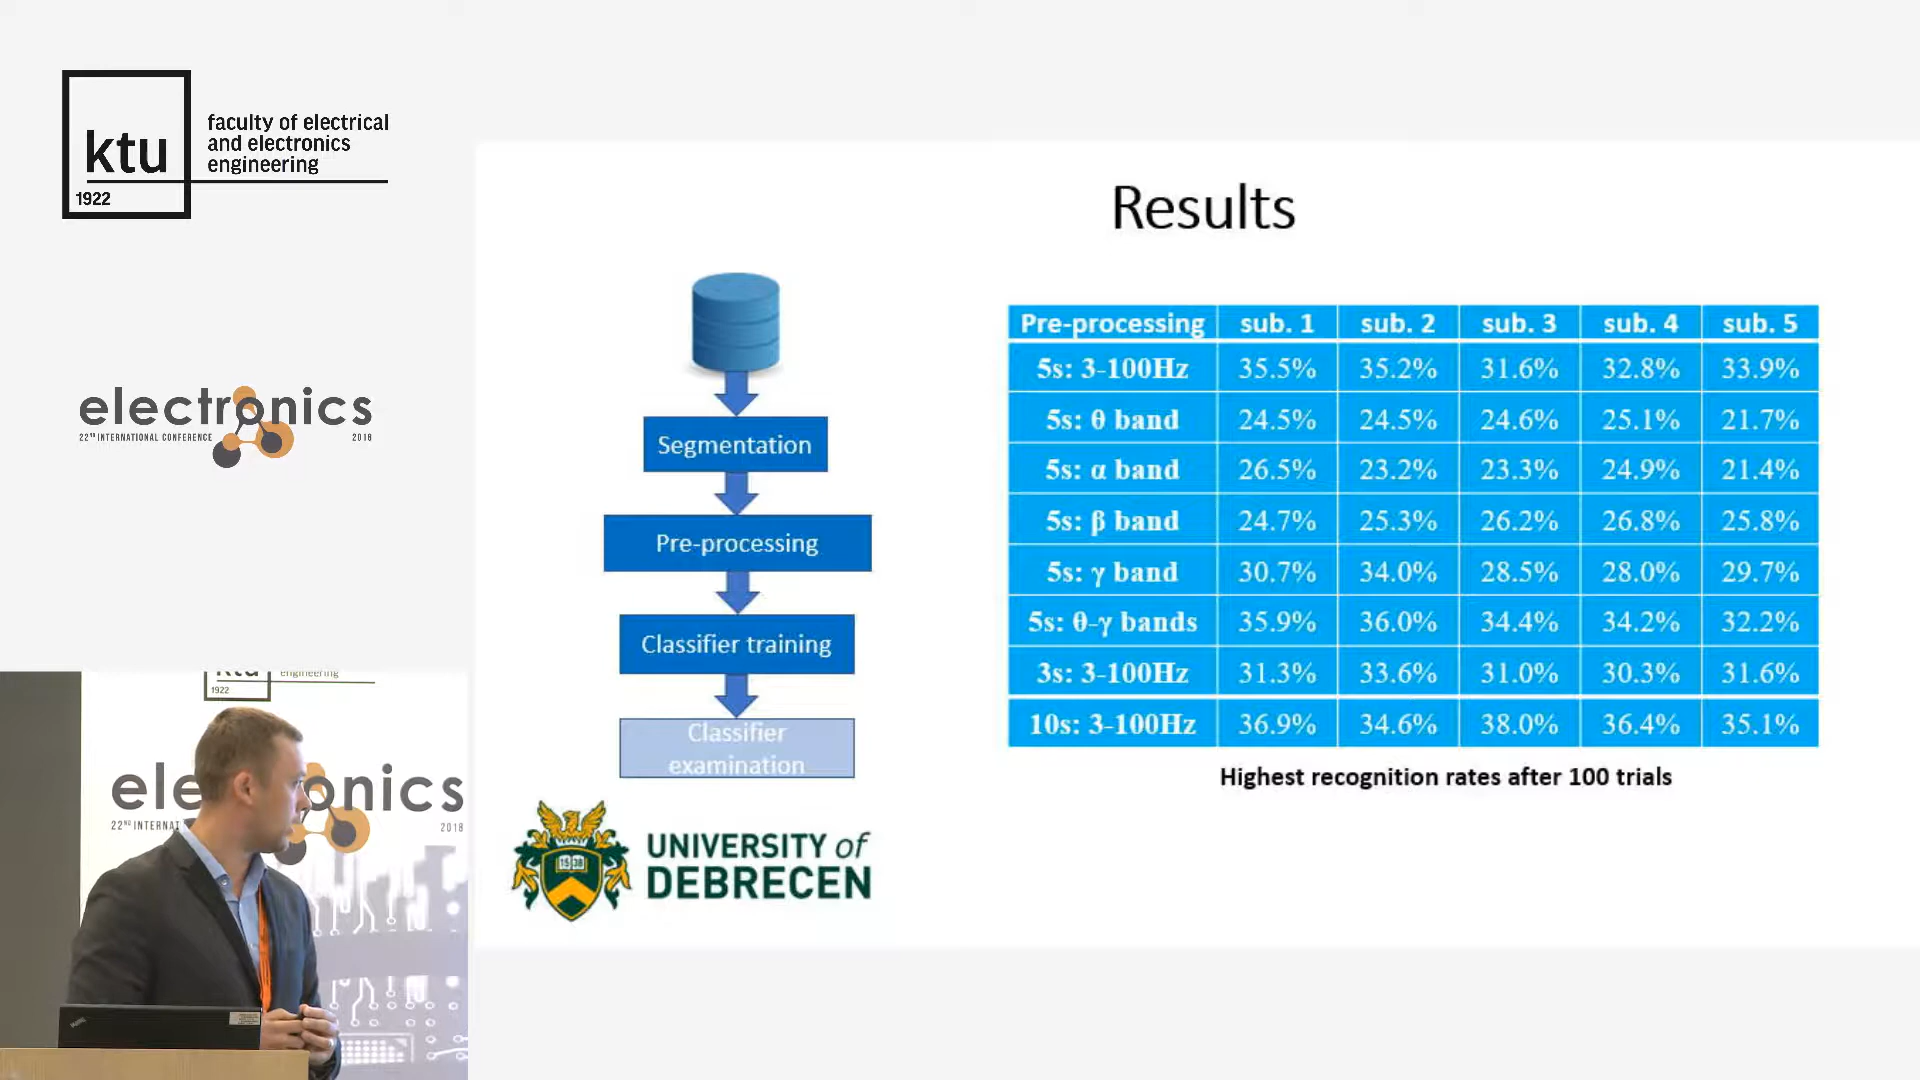 ktu
1922
faculty of electrical
and electronics
engineering
electronics
22ND INTERNATIONAL CONFERENCE 2018
Results
Segmentation
Pre-processing
Classifier training
Classifier
examination
Pre-processing sub. 1 sub. 2 sub. 3 sub. 4 sub. 5
5s: 3-100Hz 35.5% 35.2% 31.6% 32.8% 33.9%
5s: θ band 24.5% 24.5% 24.6% 25.1% 21.7%
5s: α band 26.5% 23.2% 23.3% 24.9% 21.4%
5s: β band 24.7% 25.3% 26.2% 26.8% 25.8%
5s: γ band 30.7% 34.0% 28.5% 28.0% 29.7%
5s: θ-γ bands 35.9% 36.0% 34.4% 34.2% 32.2%
3s: 3-100Hz 31.3% 33.6% 31.0% 30.3% 31.6%
10s: 3-100Hz 36.9% 34.6% 38.0% 36.4% 35.1%
Highest recognition rates after 100 trials
1538
UNIVERSITY of
DEBRECEN
ktu engineering
1922
ele onics
22ND INTERNAT 2018